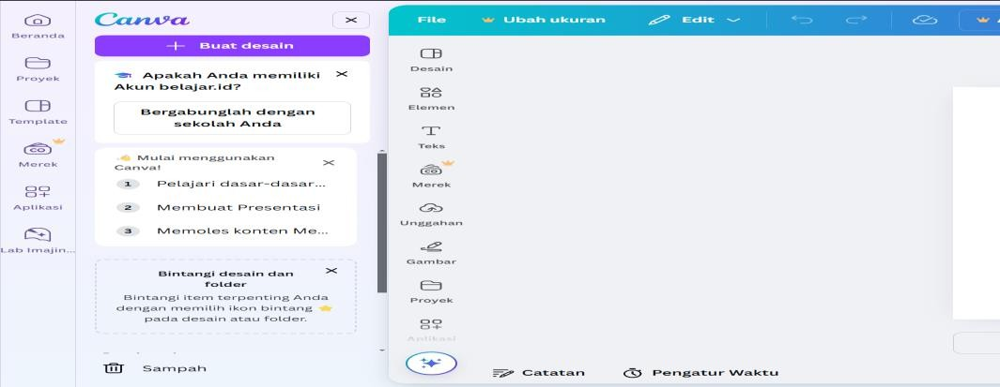 Beranda
Proyek
Template
Merek
Aplikasi
Lab Imajin...
Canva
Buat desain
Apakah Anda memiliki
Akun belajar.id?
Bergabunglah dengan
sekolah Anda
Mulai menggunakan
Canva!
1 Pelajari dasar-dasar...
2 Membuat Presentasi
3 Memoles konten Me...
Bintangi desain dan
folder
Bintangi item terpenting Anda
dengan memilih ikon bintang
pada desain atau folder.
Sampah
File Ubah ukuran Edit
Desain
Elemen
Teks
Merek
Unggahan
Gambar
Proyek
Aplikasi
Catatan Pengatur Waktu